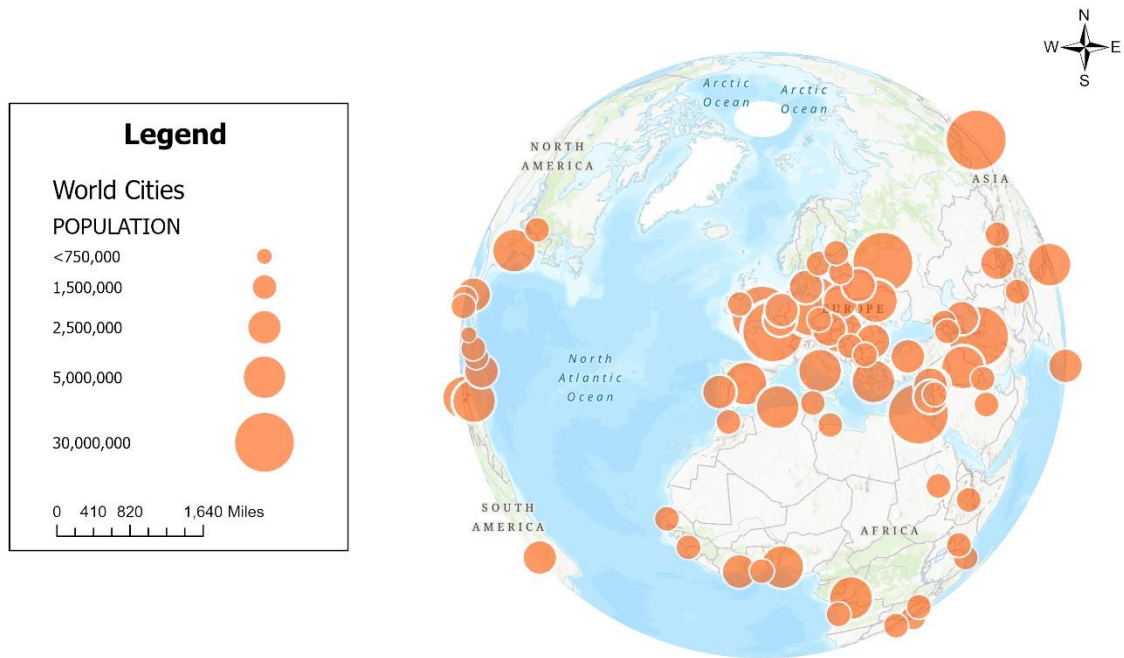 N
W E
S
Legend
World Cities
POPULATION
<750,000
1,500,000
2,500,000
5,000,000
30,000,000
0 410 820 1,640 Miles
Arctic
Ocean
Arctic
Ocean
NORTH
AMERICA
ASIA
EUROPE
North
Atlantic
Ocean
SOUTH
AMERICA
AFRICA